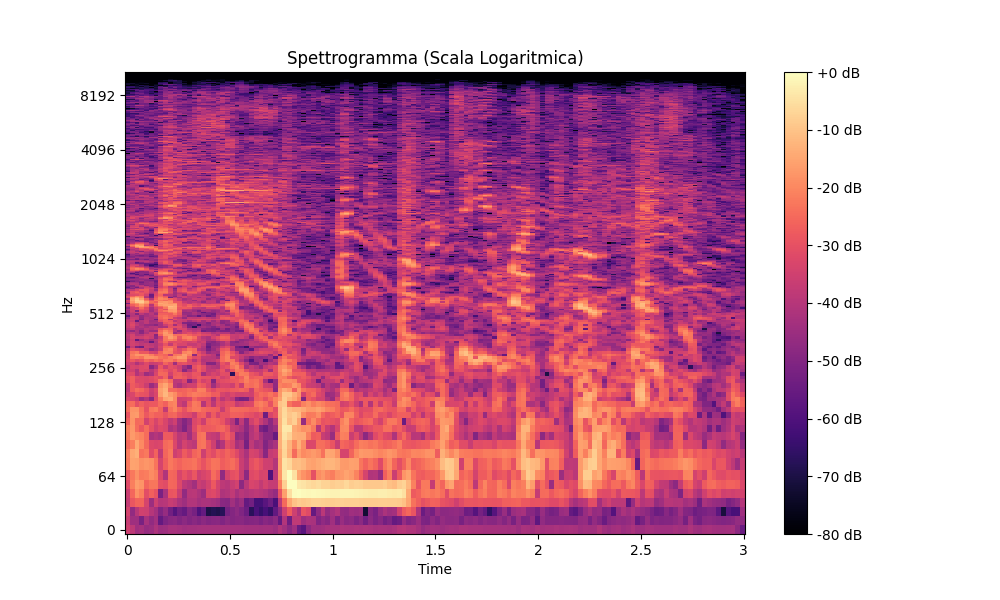 Spettrogramma (Scala Logaritmica)
8192
4096
2048
1024
512
256
128
64
0
Hz
0
0.5
1
1.5
2
2.5
3
Time
+0 dB
-10 dB
-20 dB
-30 dB
-40 dB
-50 dB
-60 dB
-70 dB
-80 dB